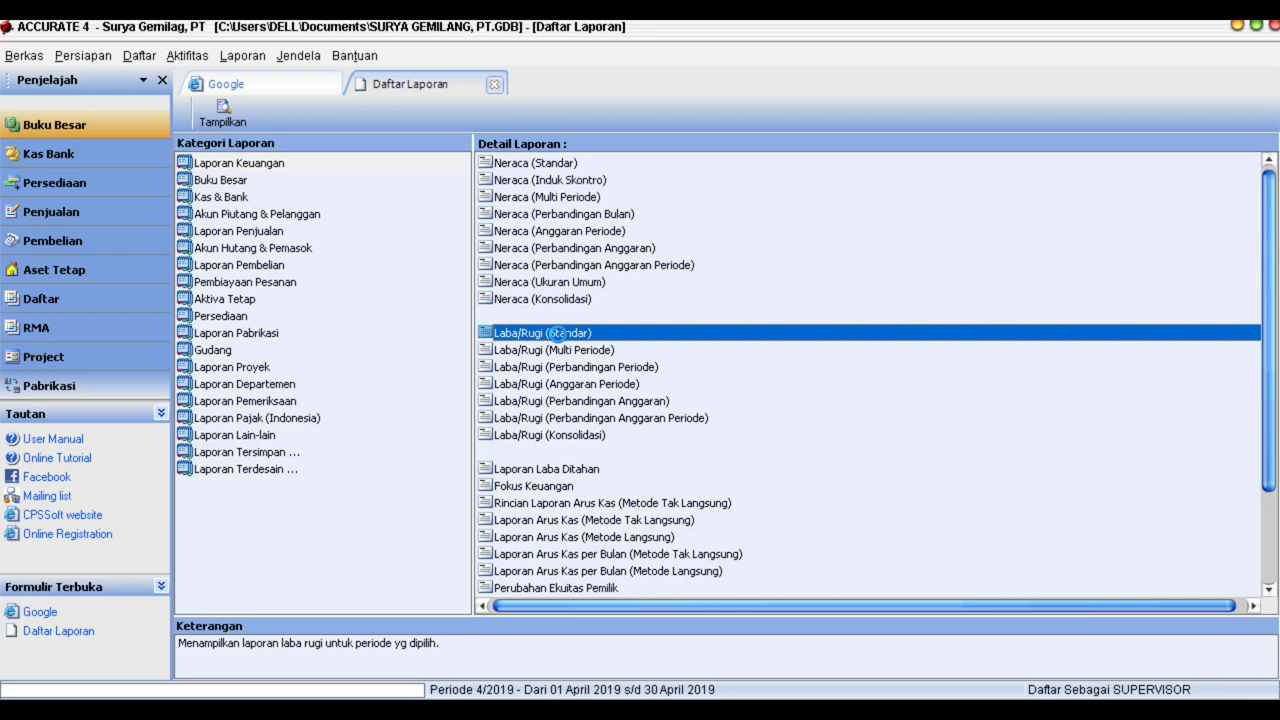 ACCURATE 4 - Surya Gemilag, PT [C:\Users\DELL\Documents\SURYA GEMILANG, PT.GDB] - [Daftar Laporan]
Berkas Persiapan Daftar Aktifitas Laporan Jendela Bantuan
Penjelajah
Google
Daftar Laporan
Tampilkan
Buku Besar
Kas Bank
Persediaan
Penjualan
Pembelian
Aset Tetap
Daftar
RMA
Project
Pabrikasi
Tautan
User Manual
Online Tutorial
Facebook
Mailing list
CPSSoft website
Online Registration
Formulir Terbuka
Google
Daftar Laporan
Kategori Laporan
Laporan Keuangan
Buku Besar
Kas & Bank
Akun Piutang & Pelanggan
Laporan Penjualan
Akun Hutang & Pemasok
Laporan Pembelian
Pembiayaan Pesanan
Aktiva Tetap
Persediaan
Laporan Pabrikasi
Gudang
Laporan Proyek
Laporan Departemen
Laporan Pemeriksaan
Laporan Pajak (Indonesia)
Laporan Lain-lain
Laporan Tersimpan ...
Laporan Terdesain ...
Detail Laporan :
Neraca (Standar)
Neraca (Induk Skontro)
Neraca (Multi Periode)
Neraca (Perbandingan Bulan)
Neraca (Anggaran Periode)
Neraca (Perbandingan Anggaran)
Neraca (Perbandingan Anggaran Periode)
Neraca (Ukuran Umum)
Neraca (Konsolidasi)
Laba/Rugi (Standar)
Laba/Rugi (Multi Periode)
Laba/Rugi (Perbandingan Periode)
Laba/Rugi (Anggaran Periode)
Laba/Rugi (Perbandingan Anggaran)
Laba/Rugi (Perbandingan Anggaran Periode)
Laba/Rugi (Konsolidasi)
Laporan Laba Ditahan
Fokus Keuangan
Rincian Laporan Arus Kas (Metode Tak Langsung)
Laporan Arus Kas (Metode Tak Langsung)
Laporan Arus Kas (Metode Langsung)
Laporan Arus Kas per Bulan (Metode Tak Langsung)
Laporan Arus Kas per Bulan (Metode Langsung)
Perubahan Ekuitas Pemilik
Keterangan
Menampilkan laporan laba rugi untuk periode yg dipilih.
Periode 4/2019 - Dari 01 April 2019 s/d 30 April 2019
Daftar Sebagai SUPERVISOR